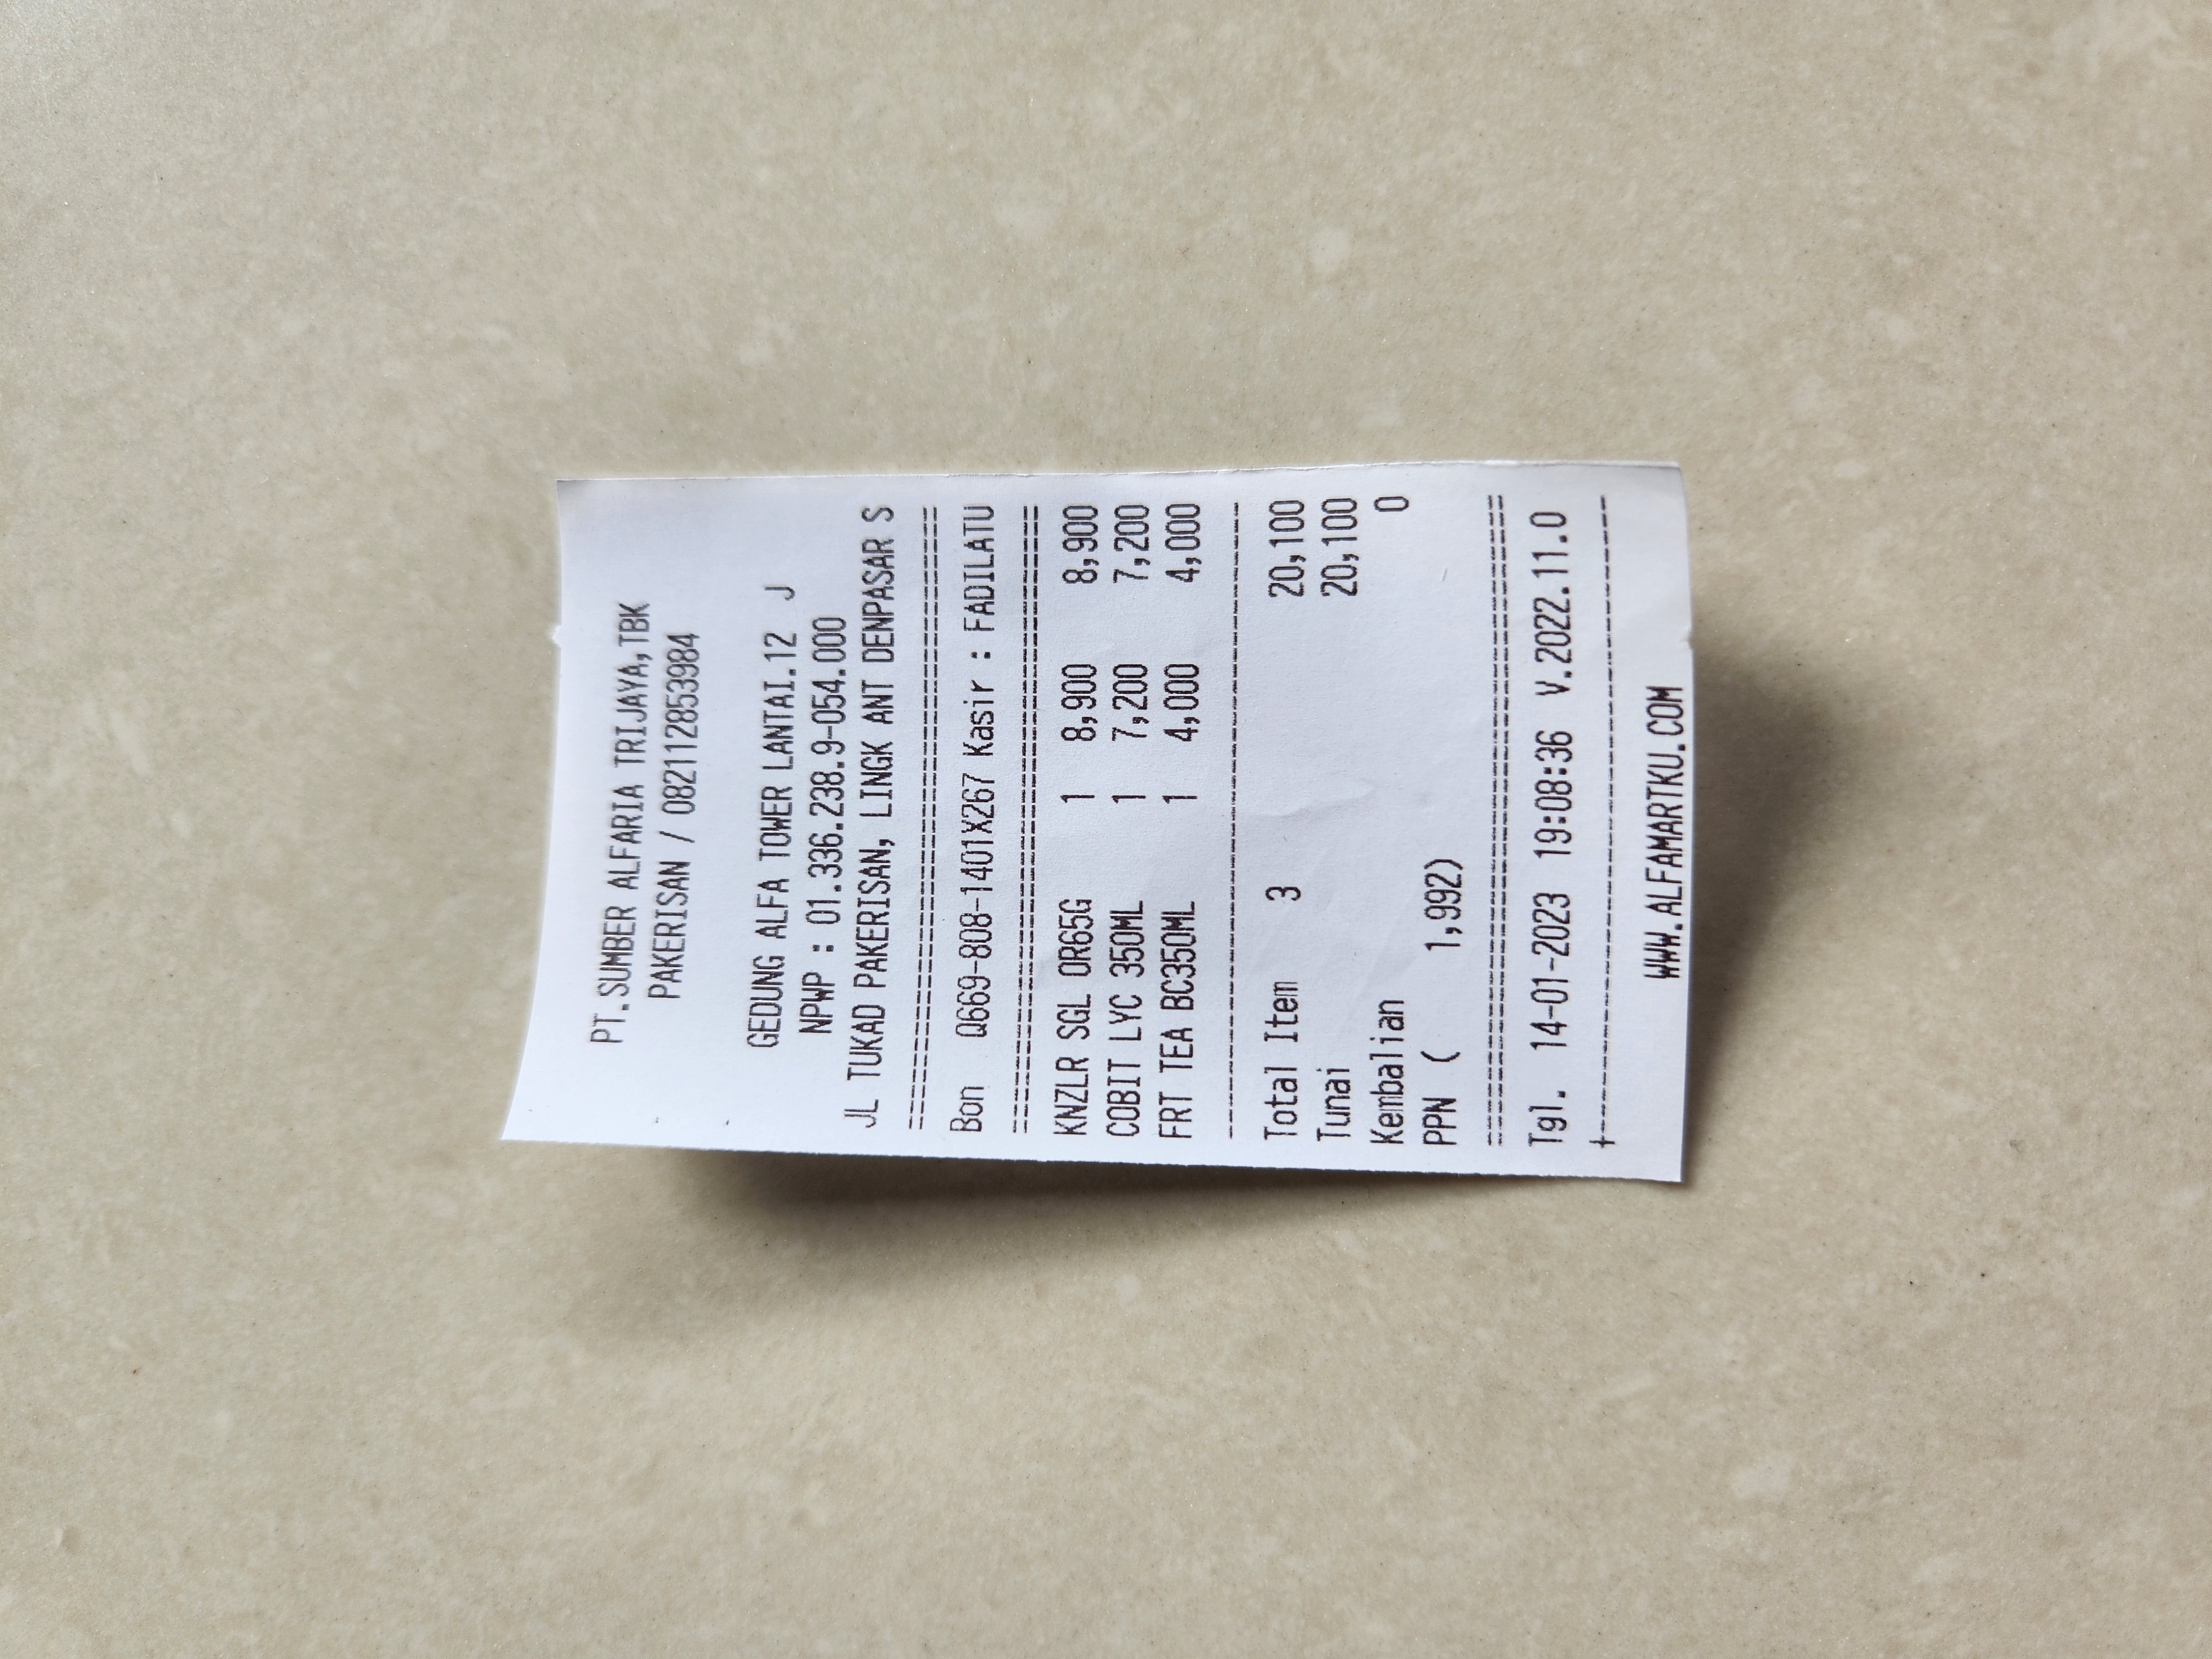 PT.SUMBER ALFARIA TRIJAYA,TBK
PAKERISAN / 082112853984
GEDUNG ALFA TOWER LANTAI.12 J
NPWP : 01.336.238.9-054.000
JL TUKAD PAKERISAN, LINGK ANT DENPASAR S
Bon Q669-808-1401X267 Kasir : FADILATU
KNZLR SGL OR65G 1 8,900 8,900
COBIT LYC 350ML 1 7,200 7,200
FRT TEA BC350ML 1 4,000 4,000
Total Item 3 20,100
Tunai 20,100
Kembalian 0
PPN ( 1,992)
Tgl. 14-01-2023 19:08:36 V.2022.11.0
WWW.ALFAMARTKU.COM